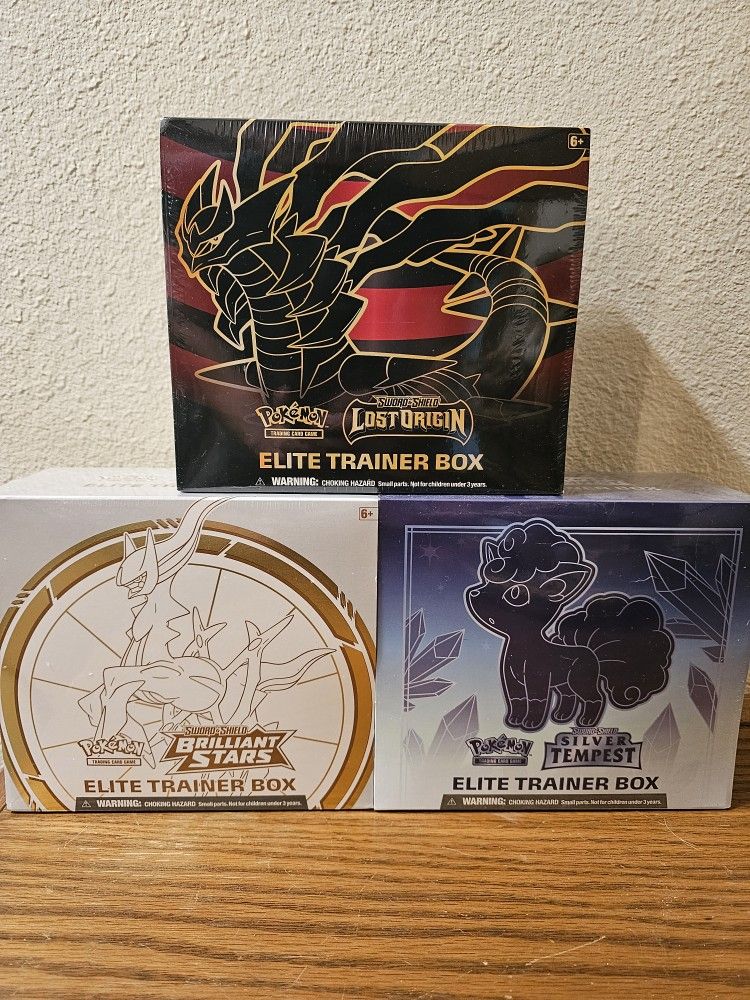 6+
Pokémon
TRADING CARD GAME
SWORD & SHIELD
LOST ORIGIN
ELITE TRAINER BOX
WARNING: CHOKING HAZARD Small parts. Not for children under 3 years.
6+
Pokémon
TRADING CARD GAME
SWORD & SHIELD
BRILLIANT
STARS
ELITE TRAINER BOX
WARNING: CHOKING HAZARD Small parts. Not for children under 3 years.
Pokémon
TRADING CARD GAME
SWORD & SHIELD
SILVER
TEMPEST
ELITE TRAINER BOX
WARNING: CHOKING HAZARD Small parts. Not for children under 3 years.